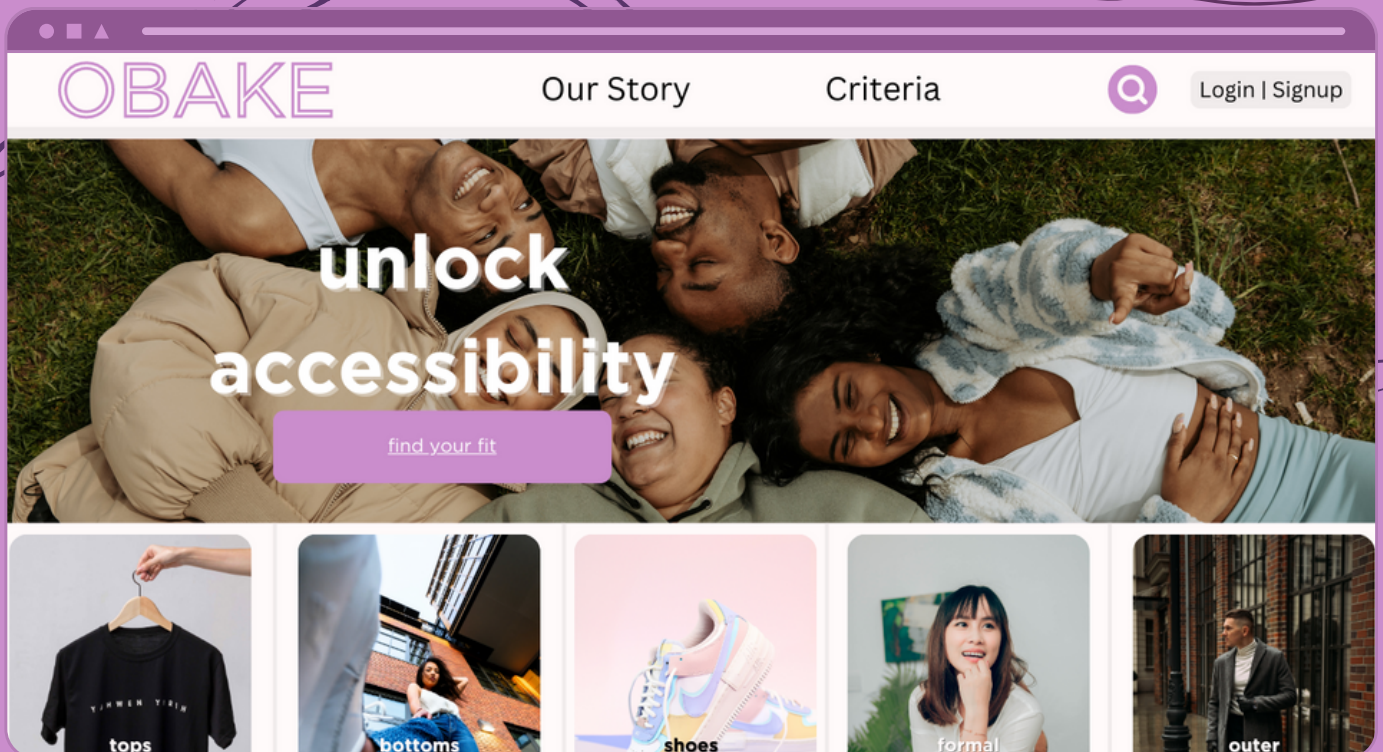 OBAKE
Our Story
Criteria
Login | Signup
unlock
accessibility
find your fit
tops
bottoms
shoes
formal
outer